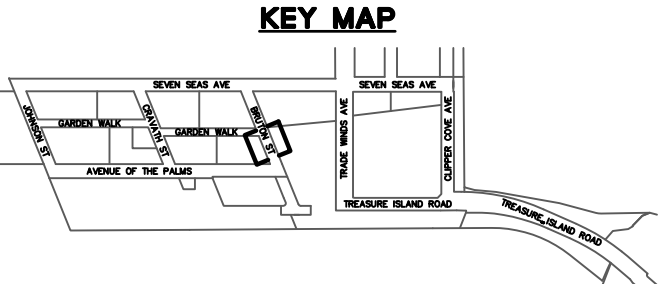 KEY MAP
SEVEN SEAS AVE
SEVEN SEAS AVE
JOHNSON ST
GARDEN WALK
CRAVATH ST
GARDEN WALK
BRUTON ST
TRADE WINDS AVE
CLIPPER COVE AVE
AVENUE OF THE PALMS
TREASURE ISLAND ROAD
TREASURE ISLAND ROAD